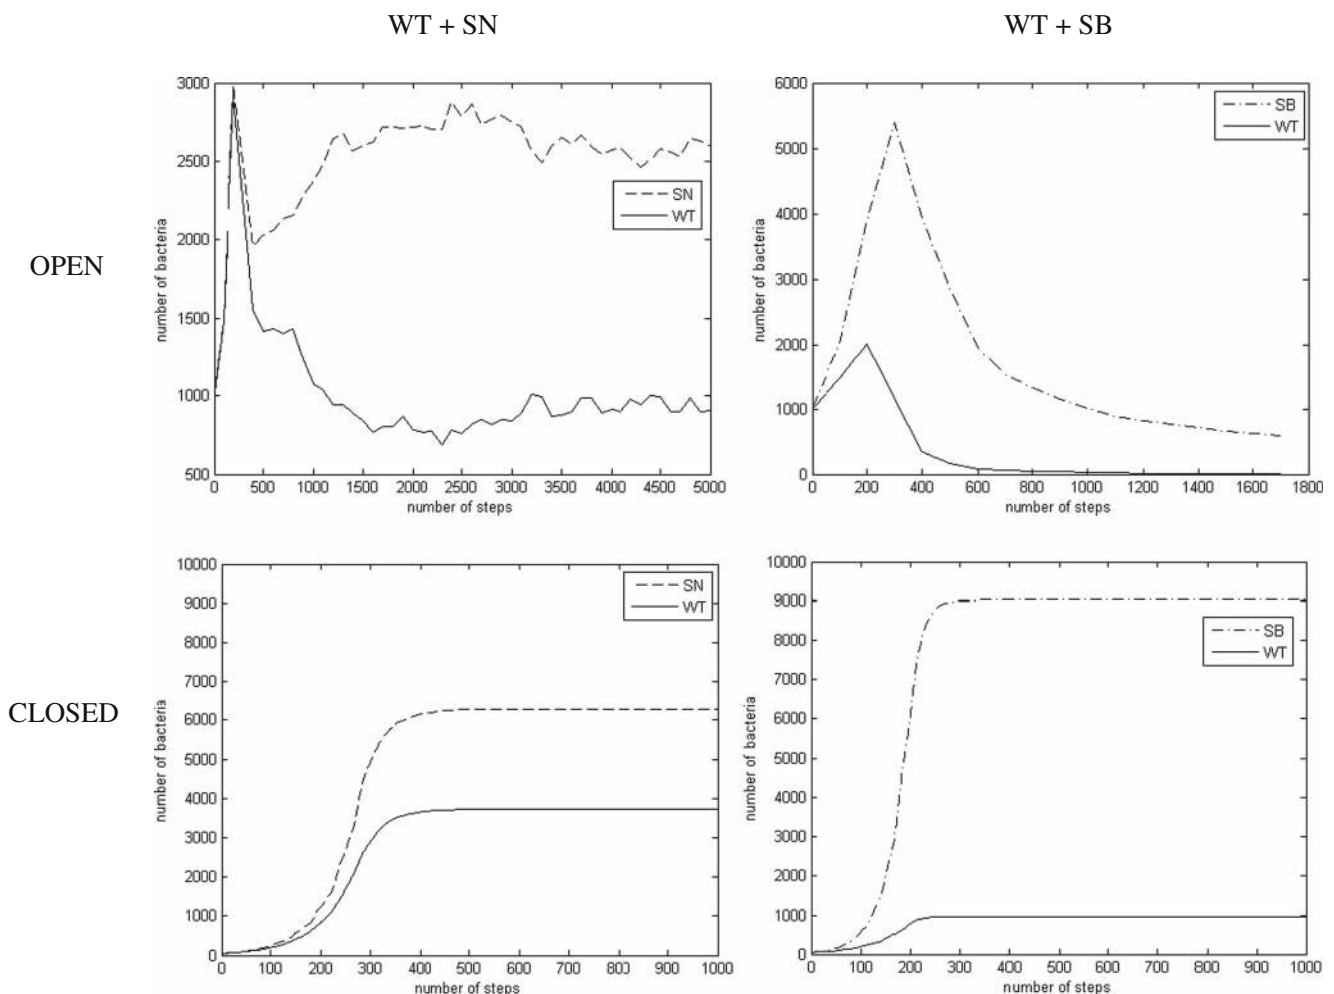 WT + SN
WT + SB
OPEN
CLOSED
3000
2500
2000
1500
1000
500
number of bacteria
SN
WT
0 500 1000 1500 2000 2500 3000 3500 4000 4500 5000
number of steps
6000
5000
4000
3000
2000
1000
0
number of bacteria
SB
WT
0 200 400 600 800 1000 1200 1400 1600 1800
number of steps
10000
9000
8000
7000
6000
5000
4000
3000
2000
1000
0
number of bacteria
SN
WT
0 100 200 300 400 500 600 700 800 900 1000
number of steps
10000
9000
8000
7000
6000
5000
4000
3000
2000
1000
0
number of bacteria
SB
WT
0 100 200 300 400 500 600 700 800 900 1000
number of steps